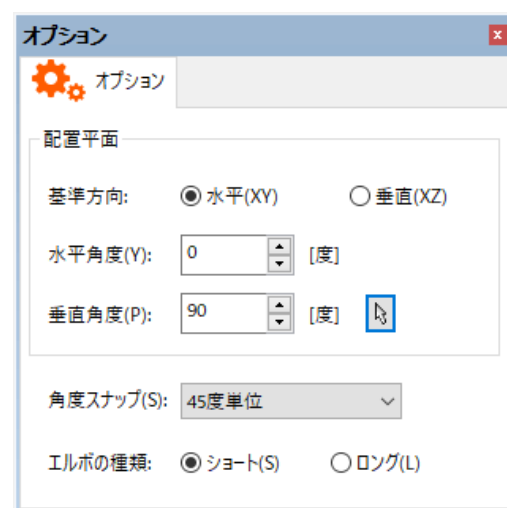 オプション
オプション
配置平面
基準方向: 水平(XY) 垂直(XZ)
水平角度(Y): 0 [度]
垂直角度(P): 90 [度]
角度スナップ(S): 45度単位
エルボの種類: ショート(S) ロング(L)